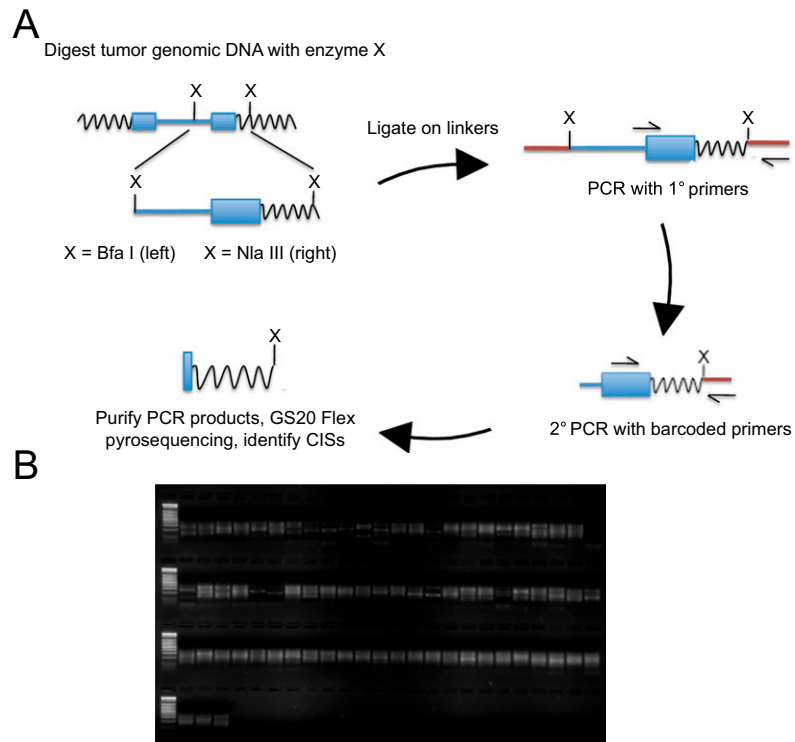 A
Digest tumor genomic DNA with enzyme X
X X
X X
X = Bfa I (left) X = Nla III (right)
Ligate on linkers
X X
PCR with 1° primers
X
2° PCR with barcoded primers
X
Purify PCR products, GS20 Flex
pyrosequencing, identify CISs
B